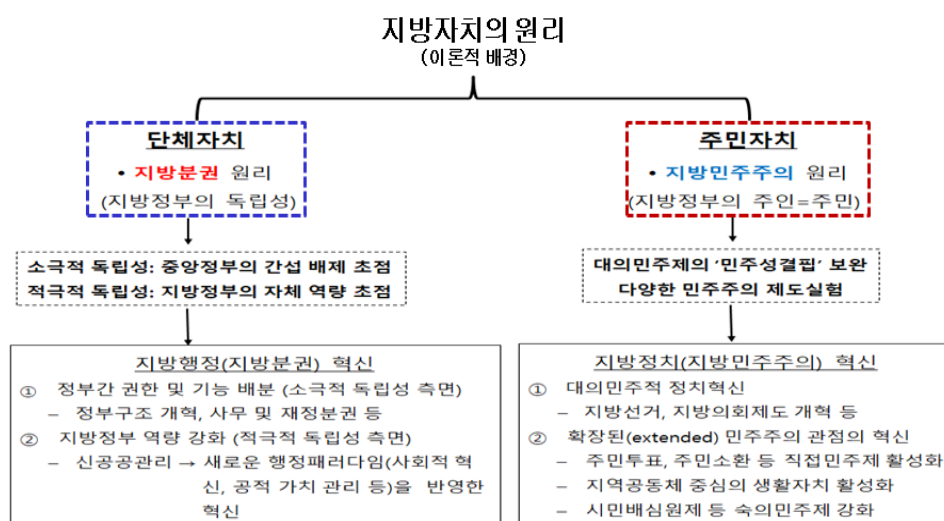 지방자치의 원리
(이론적 배경)
단체자치
• 지방분권 원리
(지방정부의 독립성)
주민자치
• 지방민주주의 원리
(지방정부의 주인=주민)
소극적 독립성: 중앙정부의 간섭 배제 초점
적극적 독립성: 지방정부의 자체 역량 초점
대의민주제의 '민주성결핍' 보완
다양한 민주주의 제도실험
지방행정(지방분권) 혁신
① 정부간 권한 및 기능 배분 (소극적 독립성 측면)
– 정부구조 개혁, 사무 및 재정분권 등
② 지방정부 역량 강화 (적극적 독립성 측면)
– 신공공관리 → 새로운 행정패러다임(사회적 혁
신, 공적 가치 관리 등)을 반영한
혁신
지방정치(지방민주주의) 혁신
① 대의민주적 정치혁신
– 지방선거, 지방의회제도 개혁 등
② 확장된(extended) 민주주의 관점의 혁신
– 주민투표, 주민소환 등 직접민주제 활성화
– 지역공동체 중심의 생활자치 활성화
– 시민배심원제 등 숙의민주제 강화